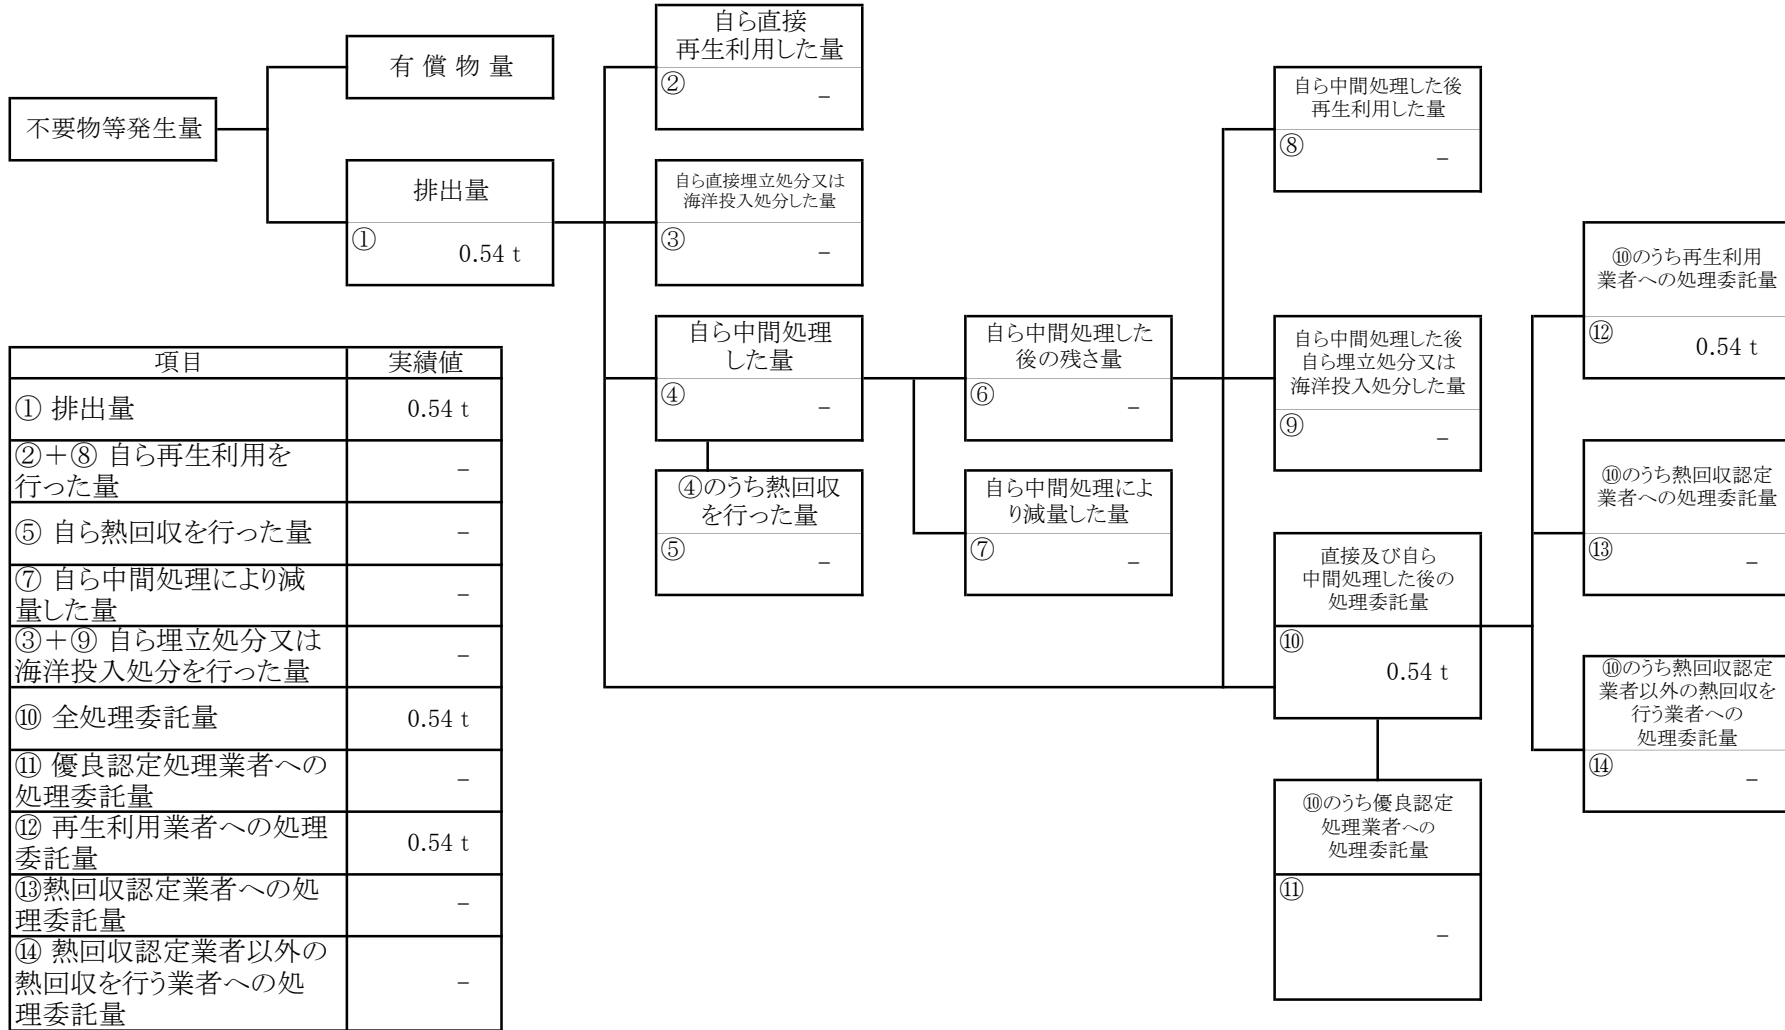 不要物等発生量
有 償 物 量
排出量
①
0.54 t
自ら直接
再生利用した量
②
－
自ら直接埋立処分又は
海洋投入処分した量
③
－
自ら中間処理
した量
④
－
④のうち熱回収
を行った量
⑤
－
自ら中間処理した
後の残さ量
⑥
－
自ら中間処理によ
り減量した量
⑦
－
自ら中間処理した後
再生利用した量
⑧
－
自ら中間処理した後
自ら埋立処分又は
海洋投入処分した量
⑨
－
直接及び自ら
中間処理した後の
処理委託量
⑩
0.54 t
⑩のうち優良認定
処理業者への
処理委託量
⑪
－
⑩のうち再生利用
業者への処理委託量
⑫
0.54 t
⑩のうち熱回収認定
業者への処理委託量
⑬
－
⑩のうち熱回収認定
業者以外の熱回収を
行う業者への
処理委託量
⑭
－
項目 実績値
① 排出量 0.54 t
②＋⑧ 自ら再生利用を
行った量 －
⑤ 自ら熱回収を行った量 －
⑦ 自ら中間処理により減
量した量 －
③＋⑨ 自ら埋立処分又は
海洋投入処分を行った量 －
⑩ 全処理委託量 0.54 t
⑪ 優良認定処理業者への
処理委託量 －
⑫ 再生利用業者への処理
委託量 0.54 t
⑬熱回収認定業者への処
理委託量 －
⑭ 熱回収認定業者以外の
熱回収を行う業者への処
理委託量 －